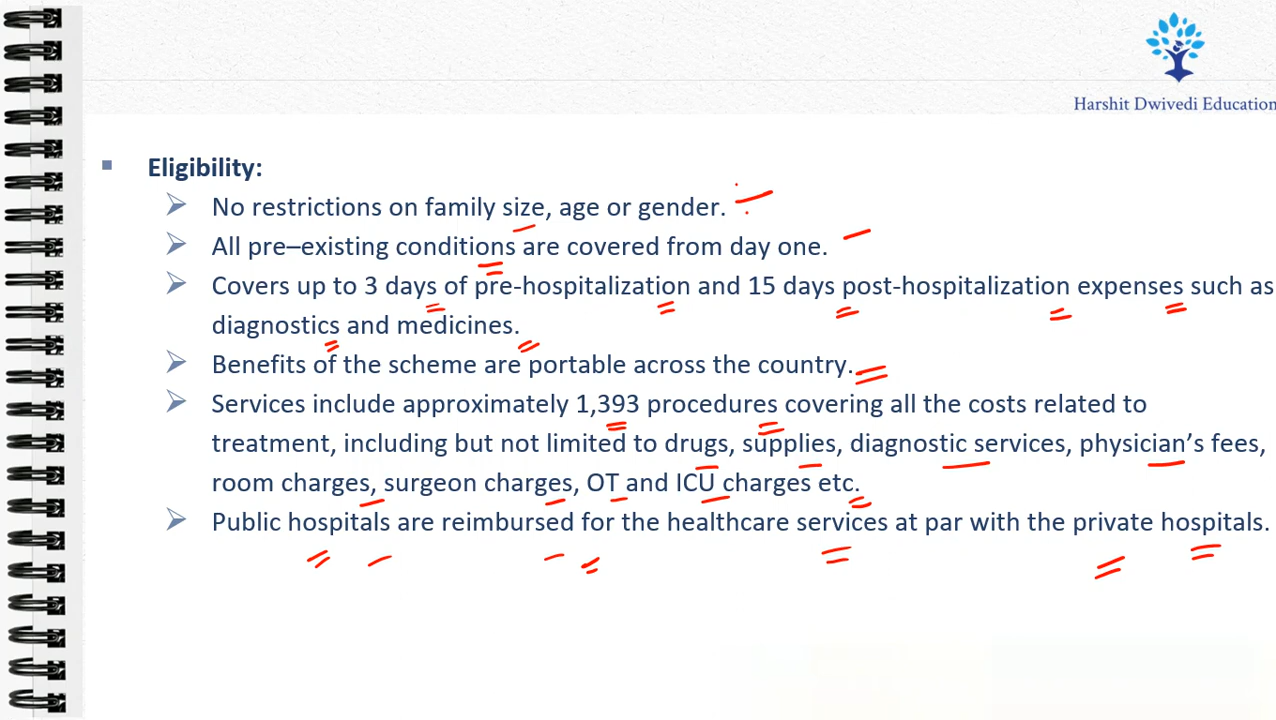 Harshit Dwivedi Education
Eligibility:
No restrictions on family size, age or gender.
All pre–existing conditions are covered from day one.
Covers up to 3 days of pre-hospitalization and 15 days post-hospitalization expenses such as
diagnostics and medicines.
Benefits of the scheme are portable across the country.
Services include approximately 1,393 procedures covering all the costs related to
treatment, including but not limited to drugs, supplies, diagnostic services, physician’s fees,
room charges, surgeon charges, OT and ICU charges etc.
Public hospitals are reimbursed for the healthcare services at par with the private hospitals.